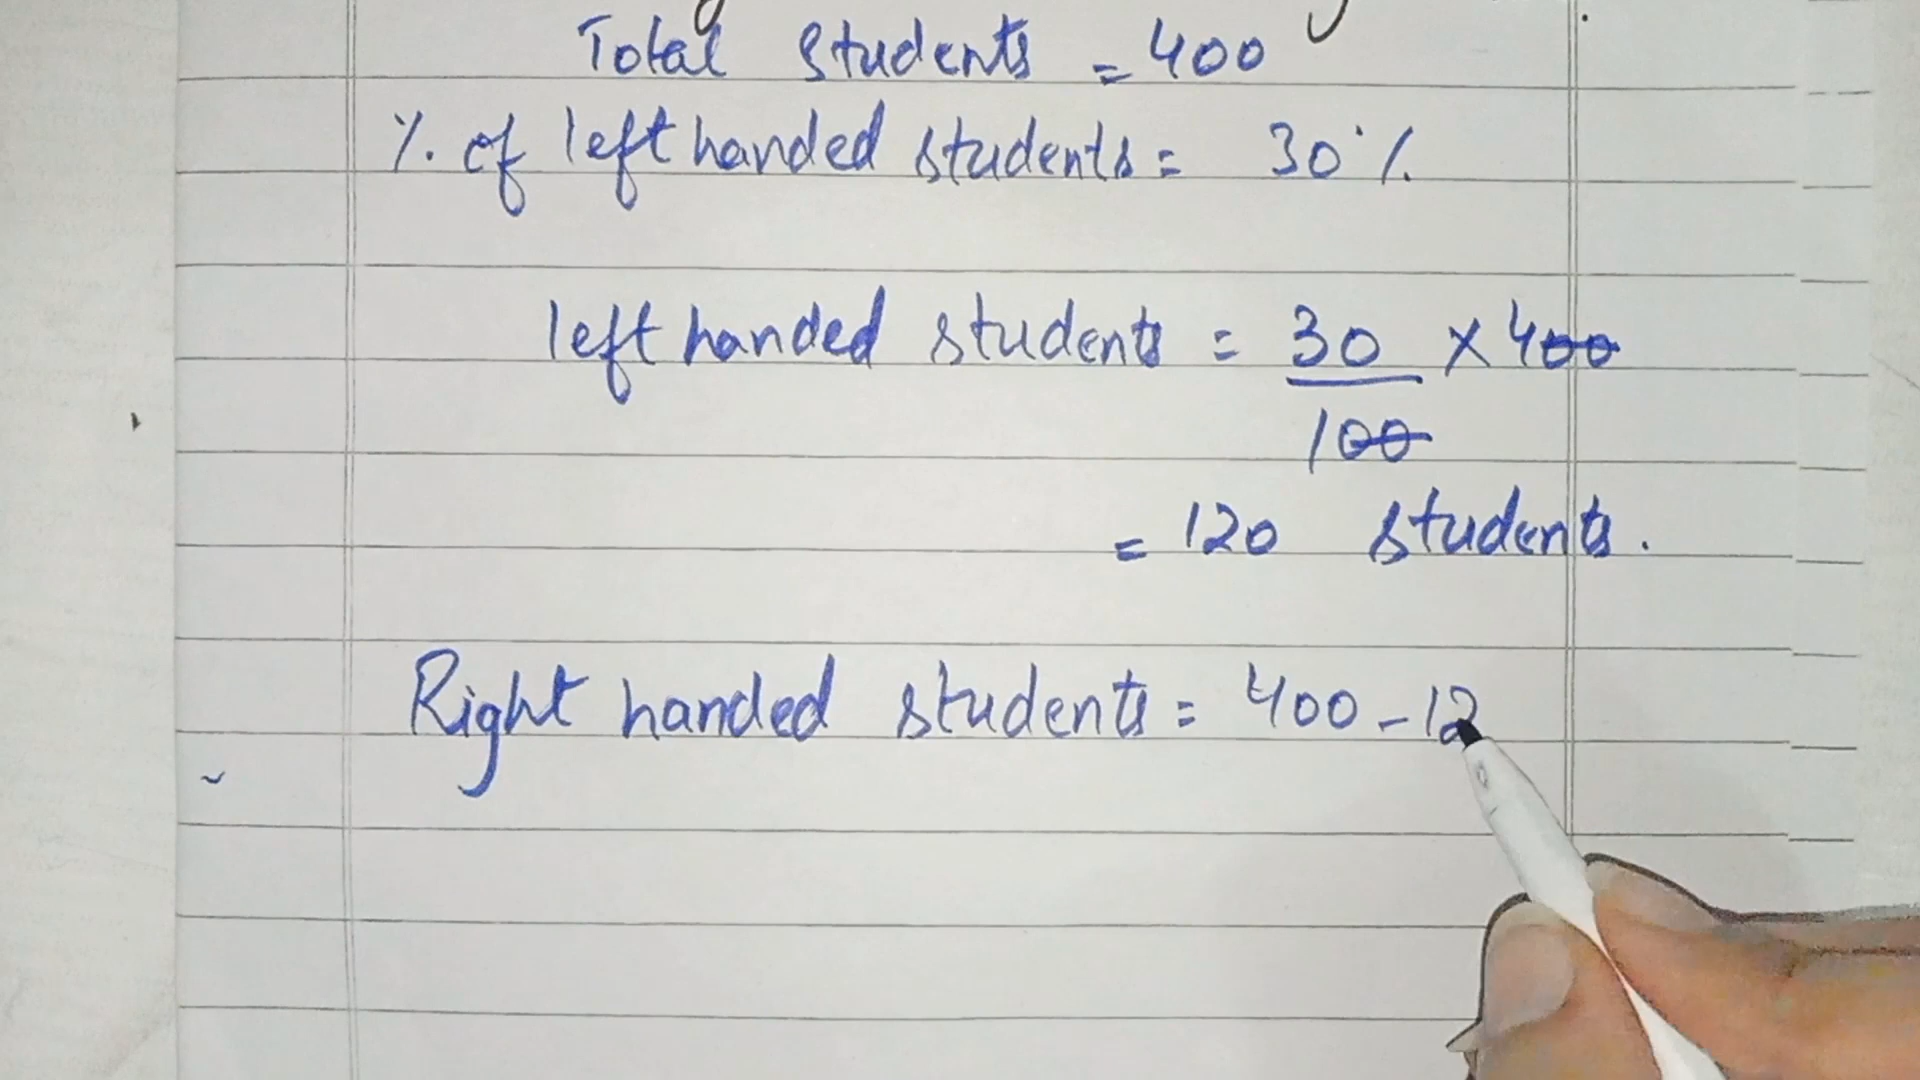 Total students = 400
% of left handed students = 30%
left handed students = 30 × 400
100
= 120 students.
Right handed students = 400 - 12